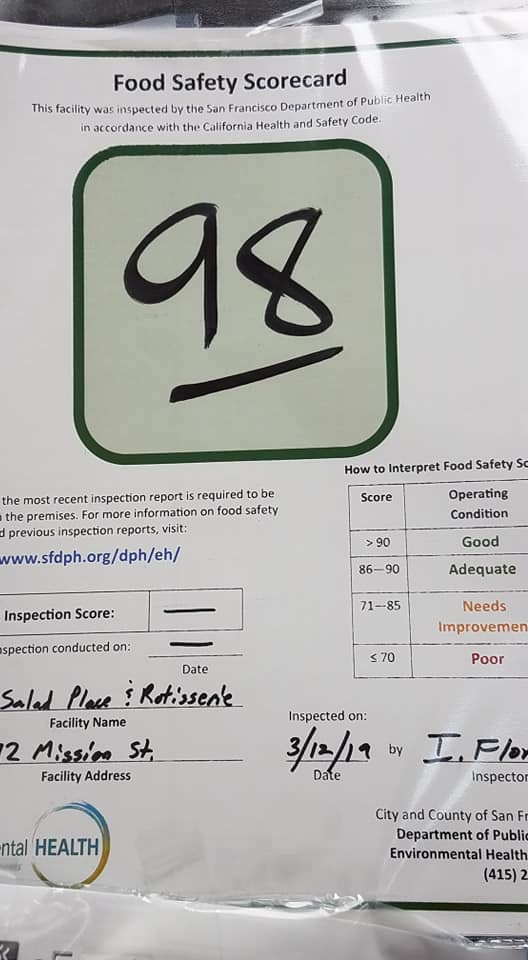 Food Safety Scorecard
This facility was inspected by the San Francisco Department of Public Health
in accordance with the California Health and Safety Code.
98
the most recent inspection report is required to be
the premises. For more information on food safety
d previous inspection reports, visit:
www.sfdph.org/dph/eh/
Inspection Score: —
spection conducted on: —
Date
Salad Place & Rotisserie
Facility Name
2 Mission St.
Facility Address
ental HEALTH
How to Interpret Food Safety Sc
Score Operating Condition
> 90 Good
86—90 Adequate
71—85 Needs Improvemen
≤ 70 Poor
Inspected on:
3/12/19 by I. Flor
Date Inspector
City and County of San Fr
Department of Public
Environmental Health
(415) 2